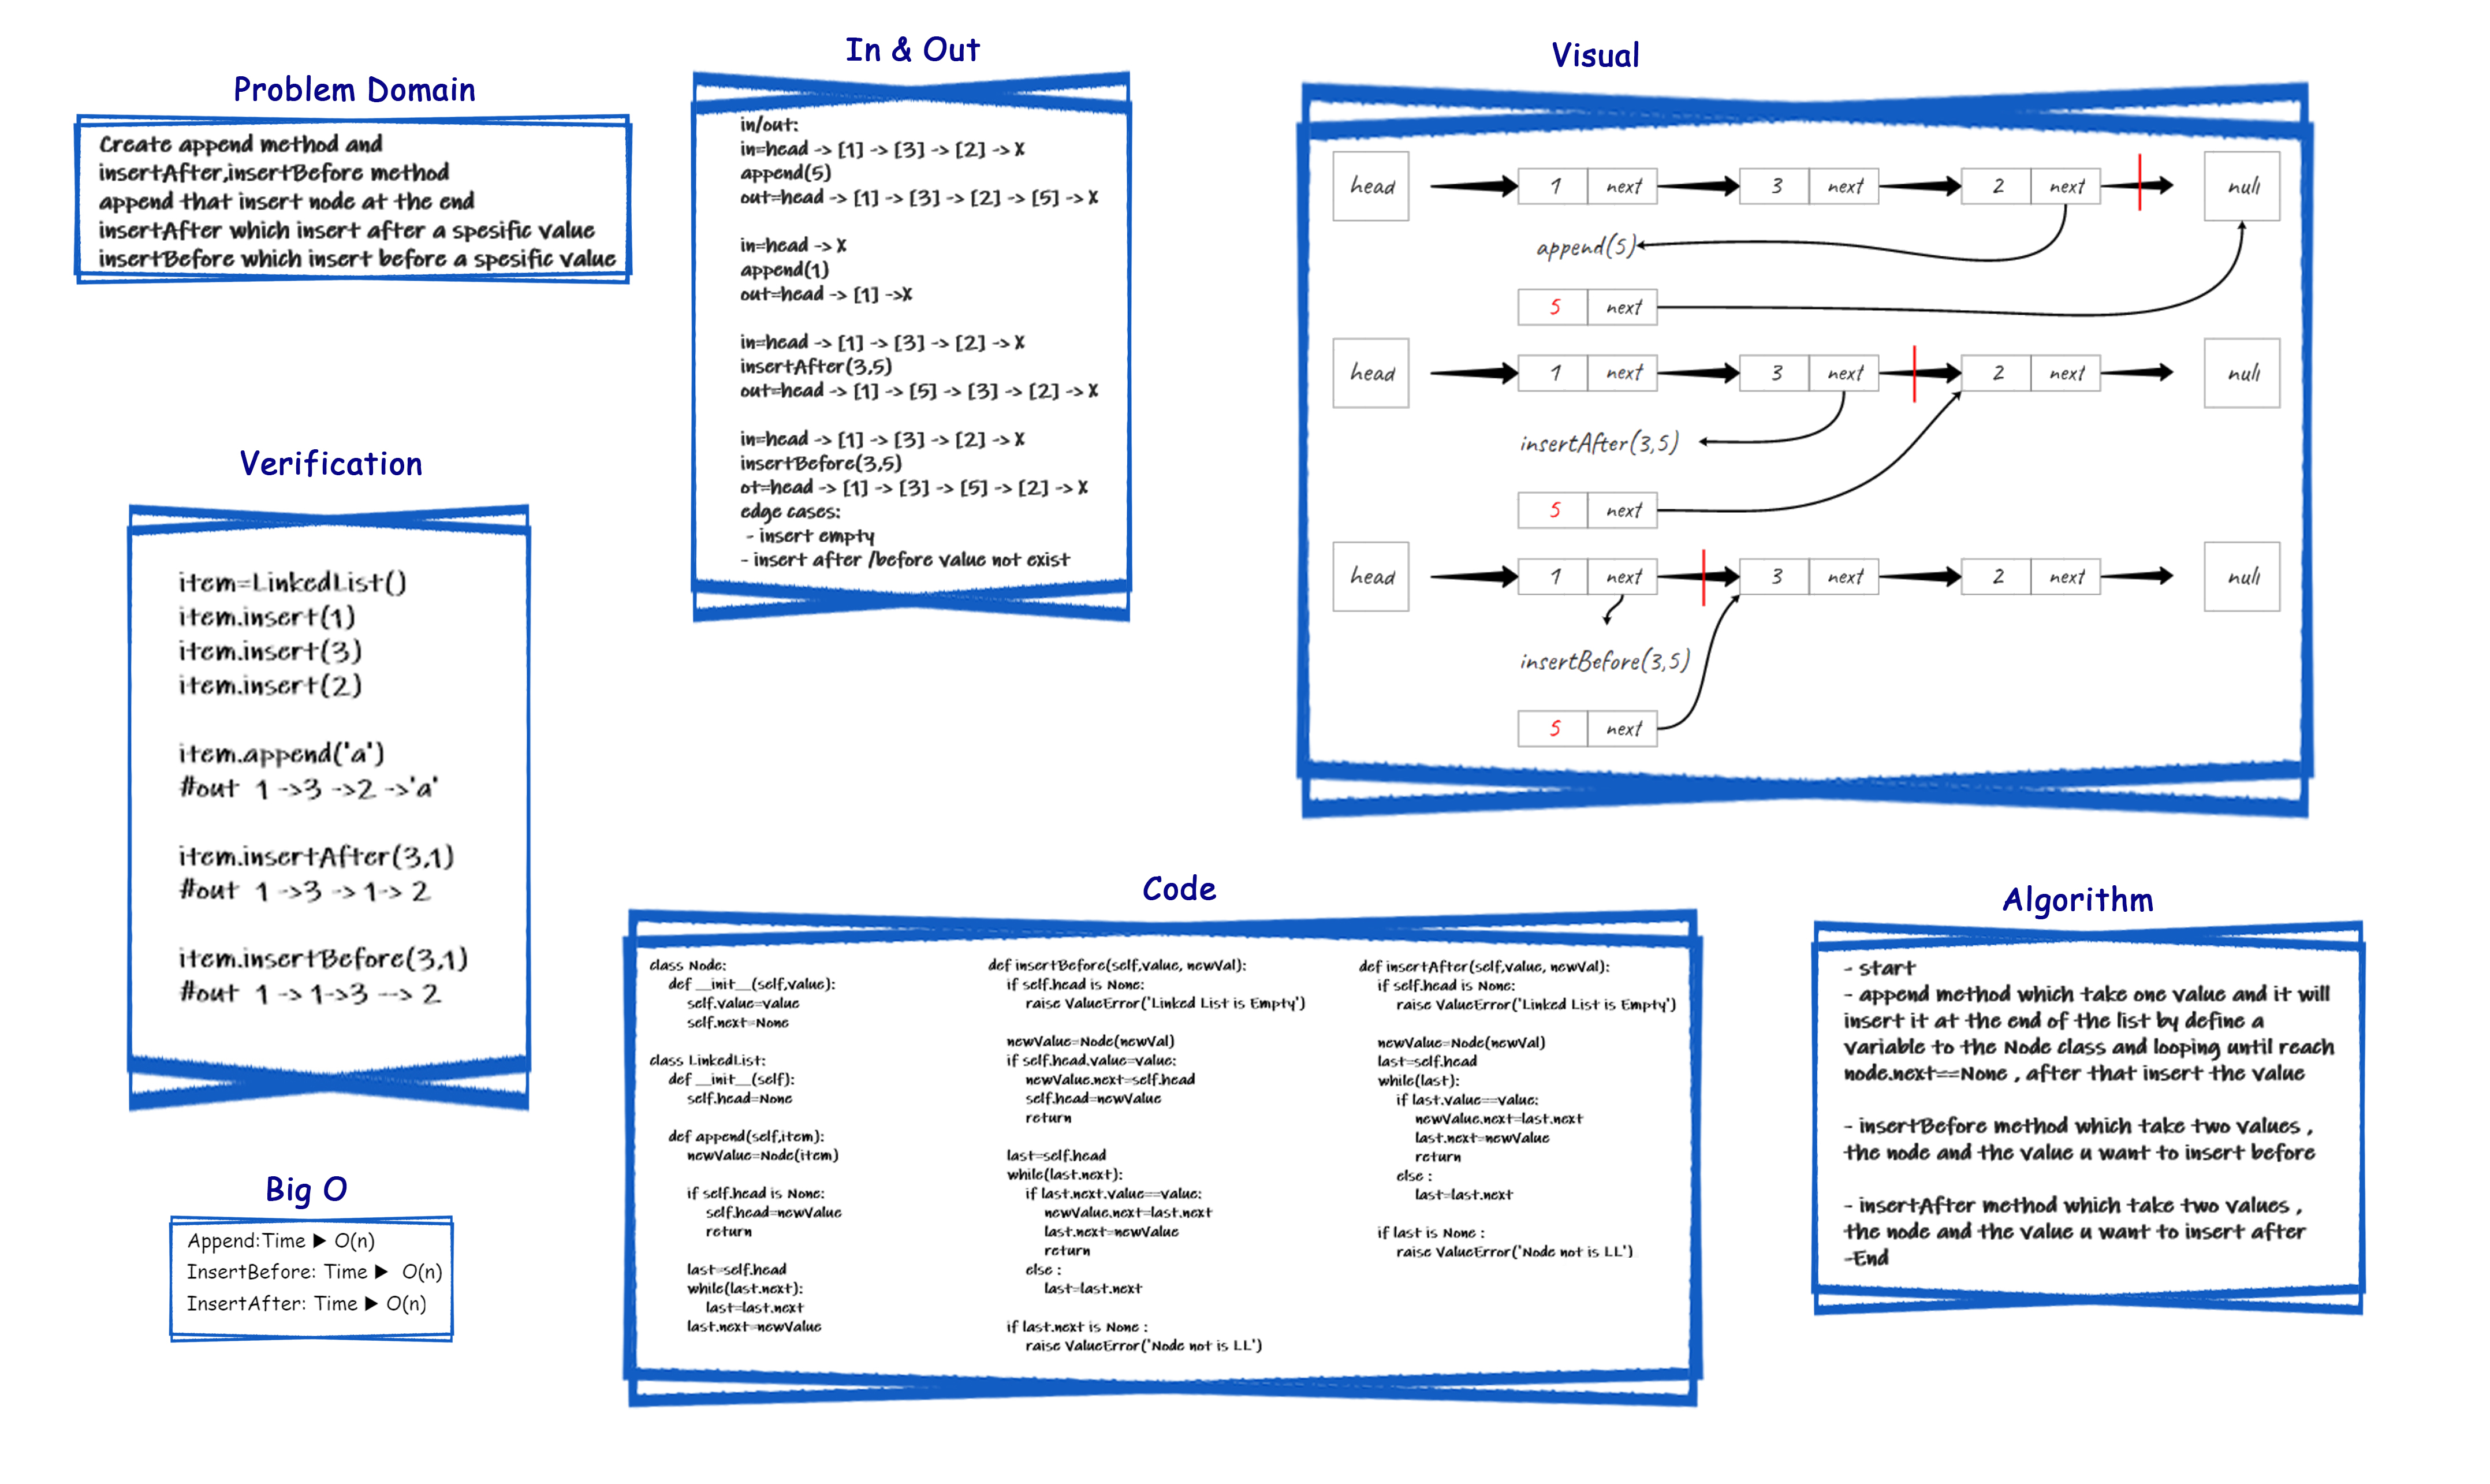 Problem Domain
Create append method and
insertAfter,insertBefore method
append that insert node at the end
insertAfter which insert after a spesific value
insertBefore which insert before a spesific value
In & Out
in/out:
in=head -> [1] -> [3] -> [2] -> X
append(5)
out=head -> [1] -> [3] -> [2] -> [5] -> X
in=head -> X
append(1)
out=head -> [1] ->X
in=head -> [1] -> [3] -> [2] -> X
insertAfter(3,5)
out=head -> [1] -> [5] -> [3] -> [2] -> X
in=head -> [1] -> [3] -> [2] -> X
insertBefore(3,5)
ot=head -> [1] -> [3] -> [5] -> [2] -> X
edge cases:
- insert empty
- insert after /before value not exist
Visual
head 1 next 3 next 2 next null
append(5)
5 next
head 1 next 3 next 2 next null
insertAfter(3,5)
5 next
head 1 next 3 next 2 next null
insertBefore(3,5)
5 next
Verification
item=LinkedList()
item.insert(1)
item.insert(3)
item.insert(2)
item.append('a')
#out 1 ->3 ->2 ->'a'
item.insertAfter(3,1)
#out 1 ->3 -> 1-> 2
item.insertBefore(3,1)
#out 1 -> 1->3 --> 2
Big O
Append:Time ▶ O(n)
InsertBefore: Time ▶ O(n)
InsertAfter: Time ▶ O(n)
Code
class Node:
def __init__(self,value):
self.value=value
self.next=None
class LinkedList:
def __init__(self):
self.head=None
def append(self,item):
newValue=Node(item)
if self.head is None:
self.head=newValue
return
last=self.head
while(last.next):
last=last.next
last.next=newValue
def insertBefore(self,value, newVal):
if self.head is None:
raise ValueError('Linked List is Empty')
newValue=Node(newVal)
if self.head.value=value:
newValue.next=self.head
self.head=newValue
return
last=self.head
while(last.next):
if last.next.value==value:
newValue.next=last.next
last.next=newValue
return
else :
last=last.next
if last.next is None :
raise ValueError('Node not is LL')
def insertAfter(self,value, newVal):
if self.head is None:
raise ValueError('Linked List is Empty')
newValue=Node(newVal)
last=self.head
while(last):
if last.value==value:
newValue.next=last.next
last.next=newValue
return
else :
last=last.next
if last is None :
raise ValueError('Node not is LL')
Algorithm
- start
- append method which take one value and it will
insert it at the end of the list by define a
variable to the Node class and looping until reach
node.next==None , after that insert the value
- insertBefore method which take two values ,
the node and the value u want to insert before
- insertAfter method which take two values ,
the node and the value u want to insert after
-End